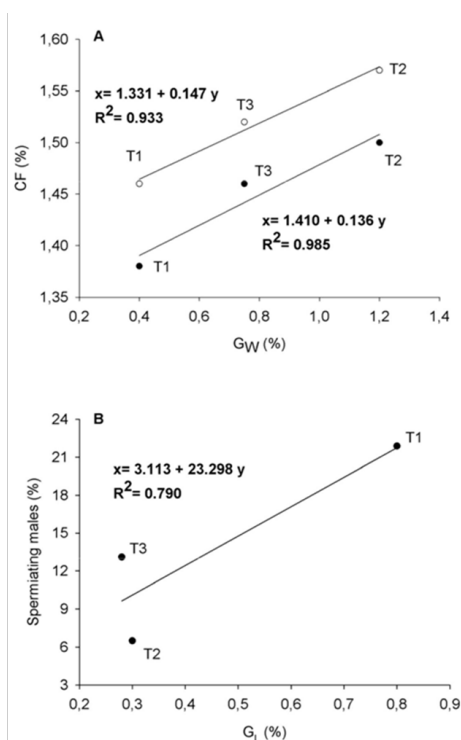 A
1,60
1,55
1,50
1,45
1,40
1,35
CF (%)
x= 1.331 + 0.147 y
R² = 0.933
T1
T3
T2
T3
T2
T1
x= 1.410 + 0.136 y
R² = 0.985
0,2 0,4 0,6 0,8 1,0 1,2 1,4
GW (%)
B
24
21
18
15
12
9
6
3
Spermiating males (%)
x= 3.113 + 23.298 y
R² = 0.790
T1
T3
T2
0,2 0,3 0,4 0,5 0,6 0,7 0,8 0,9
GL (%)